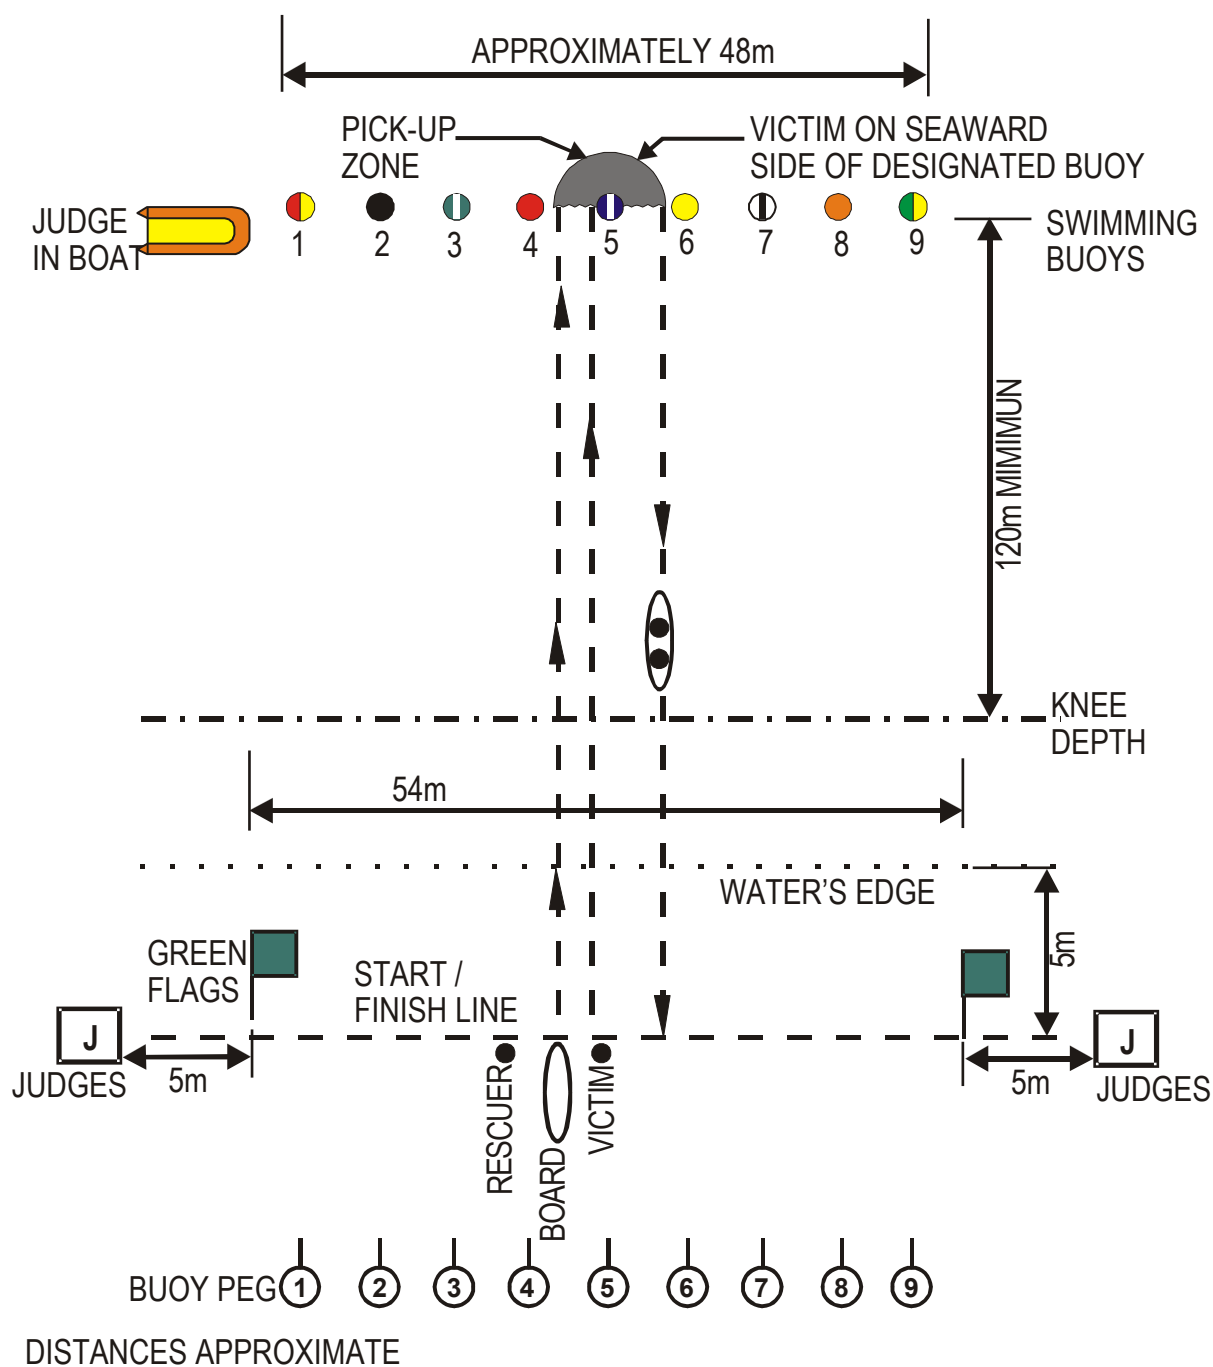 APPROXIMATELY 48m
PICK-UP
ZONE
VICTIM ON SEAWARD
SIDE OF DESIGNATED BUOY
JUDGE
IN BOAT
1 2 3 4 5 6 7 8 9
SWIMMING
BUOYS
120m MIMIMUN
KNEE
DEPTH
54m
WATER'S EDGE
5m
GREEN
FLAGS
START /
FINISH LINE
J
JUDGES
5m
RESCUER
BOARD
VICTIM
5m
J
JUDGES
BUOY PEG 1 2 3 4 5 6 7 8 9
DISTANCES APPROXIMATE